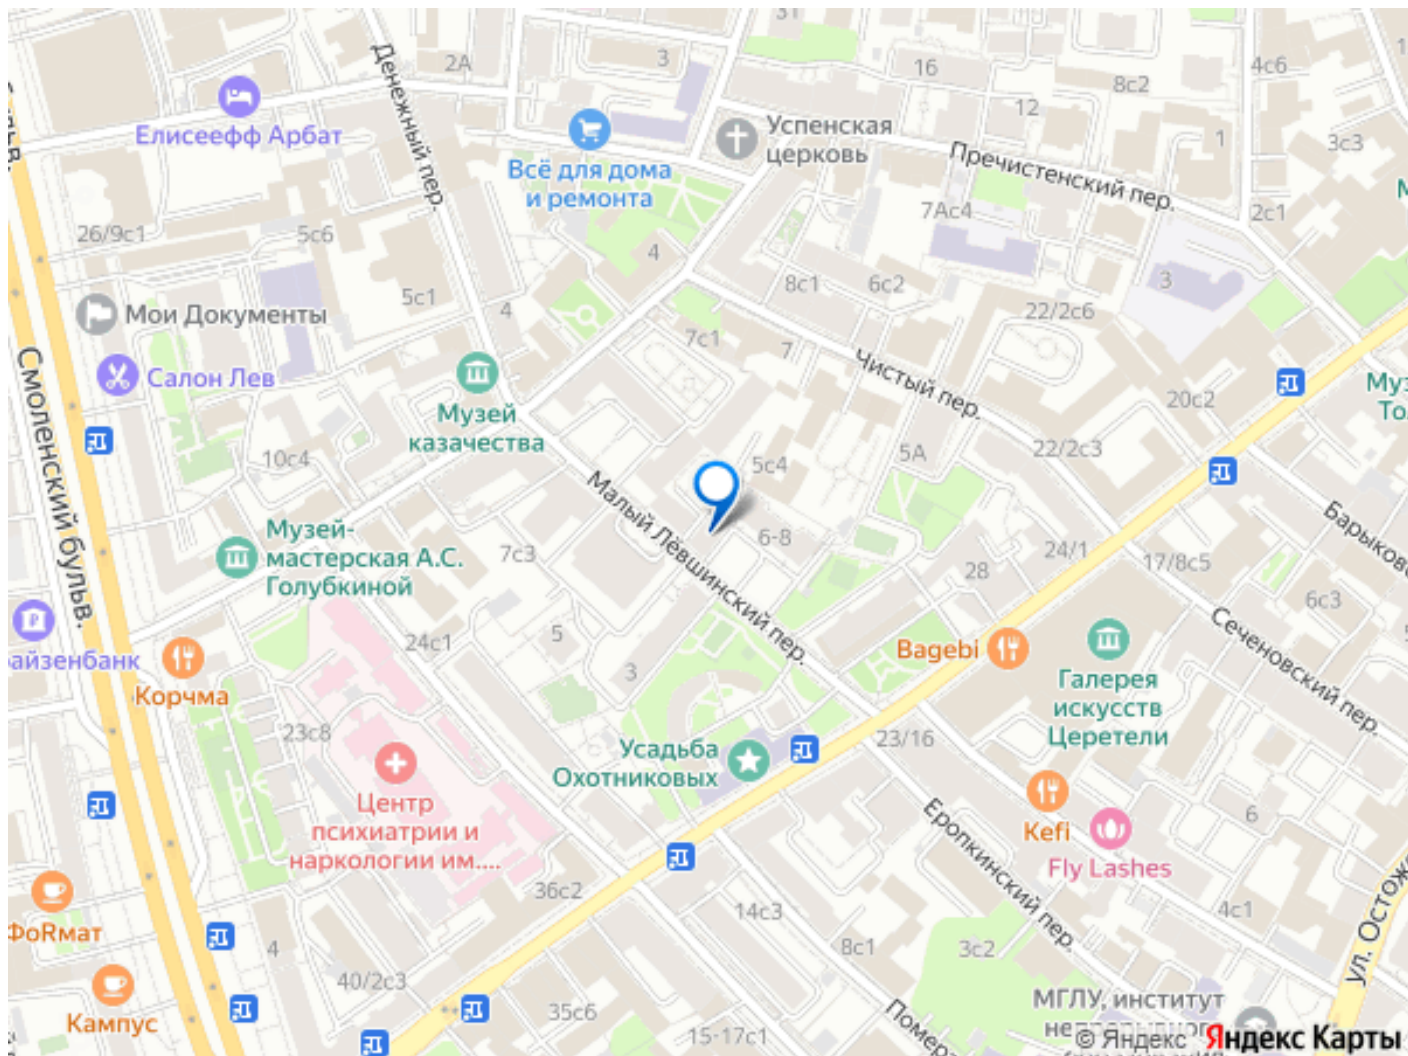 31
Денежный пер.
2А
3
16
8с2
4с6
12
Елисеефф Арбат
Успенская
церковь
1
3с3
Всё для дома
и ремонта
Пречистенский пер.
7Ас4
2с1
26/9с1
5с6
4
5с1
4
8с1
6с2
3
22/2с6
Мои Документы
7с1
7
Чистый пер.
Салон Лев
Музей
казачества
20с2
Смоленский бульв.
10с4
5с4
5А
22/2с3
Малый Лёвшинский пер.
Музей-
мастерская А.С.
Голубкиной
7с3
6-8
24/1
17/8с5
28
6с3
Сеченовский пер.
24с1
5
3
Bagebi
Корчма
Галерея
искусств
Церетели
23с8
Усадьба
Охотниковых
23/16
Центр
психиатрии и
наркологии им....
Kefi
6
Fly Lashes
Еропкинский пер.
36с2
14с3
4с1
ФоRмат
4
8с1
3с2
40/2с3
Кампус
35с6
15-17с1
МГЛУ, институт
© Яндекс Яндекс Карты